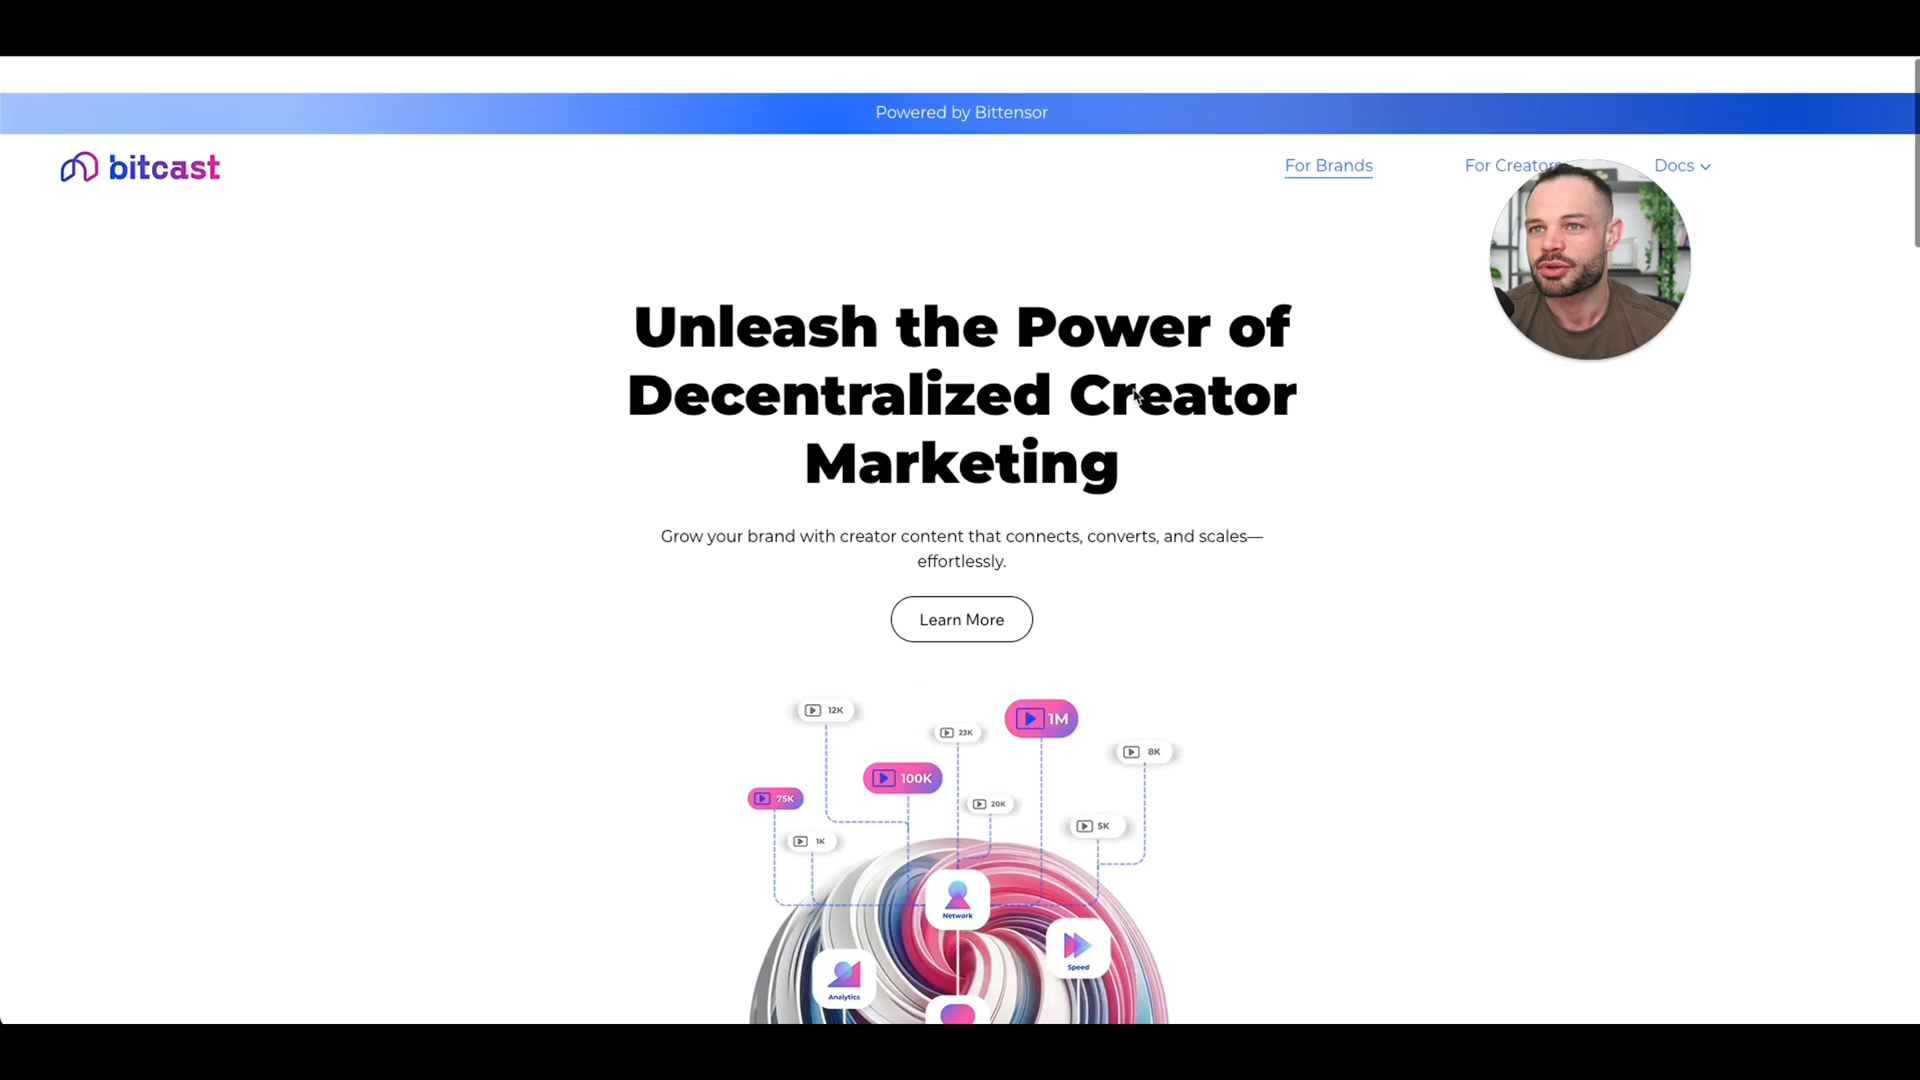 Powered by Bittensor
bitcast
For Brands
For Creators
Docs
Unleash the Power of
Decentralized Creator
Marketing
Grow your brand with creator content that connects, converts, and scales—
effortlessly.
Learn More
12K
1M
23K
8K
100K
75K
20K
5K
1K
Network
Speed
Analytics